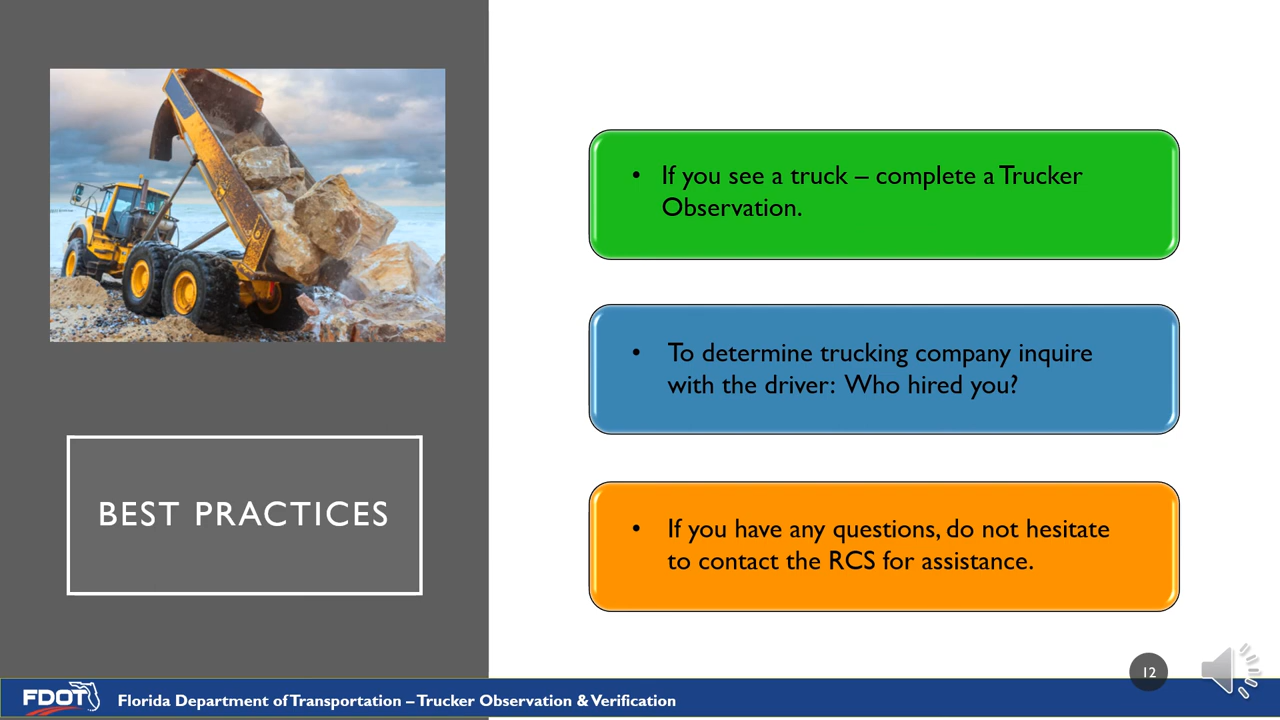 BEST PRACTICES
• If you see a truck – complete a Trucker
Observation.
• To determine trucking company inquire
with the driver: Who hired you?
• If you have any questions, do not hesitate
to contact the RCS for assistance.
12
FDOT
Florida Department of Transportation – Trucker Observation & Verification